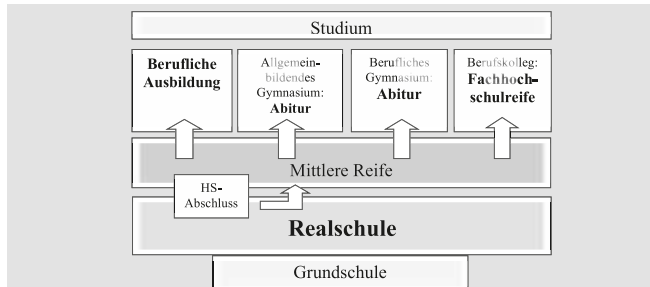 Studium
Berufliche
Ausbildung
Allgemein-
bildendes
Gymnasium:
Abitur
Berufliches
Gymnasium:
Abitur
Berufskolleg:
Fachhoch-
schulreife
Mittlere Reife
HS-
Abschluss
Realschule
Grundschule